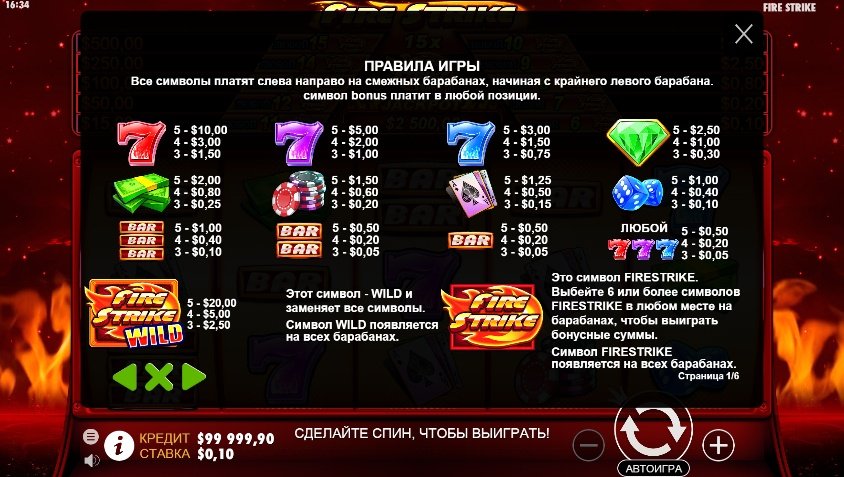 16:34
FIRE STRIKE
FIRE STRIKE
15x
ПРАВИЛА ИГРЫ
Все символы платят слева направо на смежных барабанах, начиная с крайнего левого барабана.
символ bonus платит в любой позиции.
5 - $10,00
4 - $3,00
3 - $1,50
5 - $5,00
4 - $2,00
3 - $1,00
5 - $3,00
4 - $1,50
3 - $0,75
5 - $2,50
4 - $1,00
3 - $0,30
5 - $2,00
4 - $0,80
3 - $0,25
5 - $1,50
4 - $0,60
3 - $0,20
5 - $1,25
4 - $0,50
3 - $0,15
5 - $1,00
4 - $0,40
3 - $0,10
BAR
BAR
BAR
5 - $1,00
4 - $0,40
3 - $0,10
BAR
BAR
5 - $0,50
4 - $0,20
3 - $0,05
BAR
5 - $0,50
4 - $0,20
3 - $0,05
ЛЮБОЙ
777
5 - $0,50
4 - $0,20
3 - $0,05
FIRE
STRIKE
WILD
5 - $20,00
4 - $5,00
3 - $2,50
Этот символ - WILD и
заменяет все символы.
Символ WILD появляется
на всех барабанах.
FIRE
STRIKE
Это символ FIRESTRIKE.
Выбейте 6 или более символов
FIRESTRIKE в любом месте на
барабанах, чтобы выиграть
бонусные суммы.
Символ FIRESTRIKE
появляется на всех барабанах.
Страница 1/6
КРЕДИТ $99 999,90
СТАВКА $0,10
СДЕЛАЙТЕ СПИН, ЧТОБЫ ВЫИГРАТЬ!
АВТОИГРА